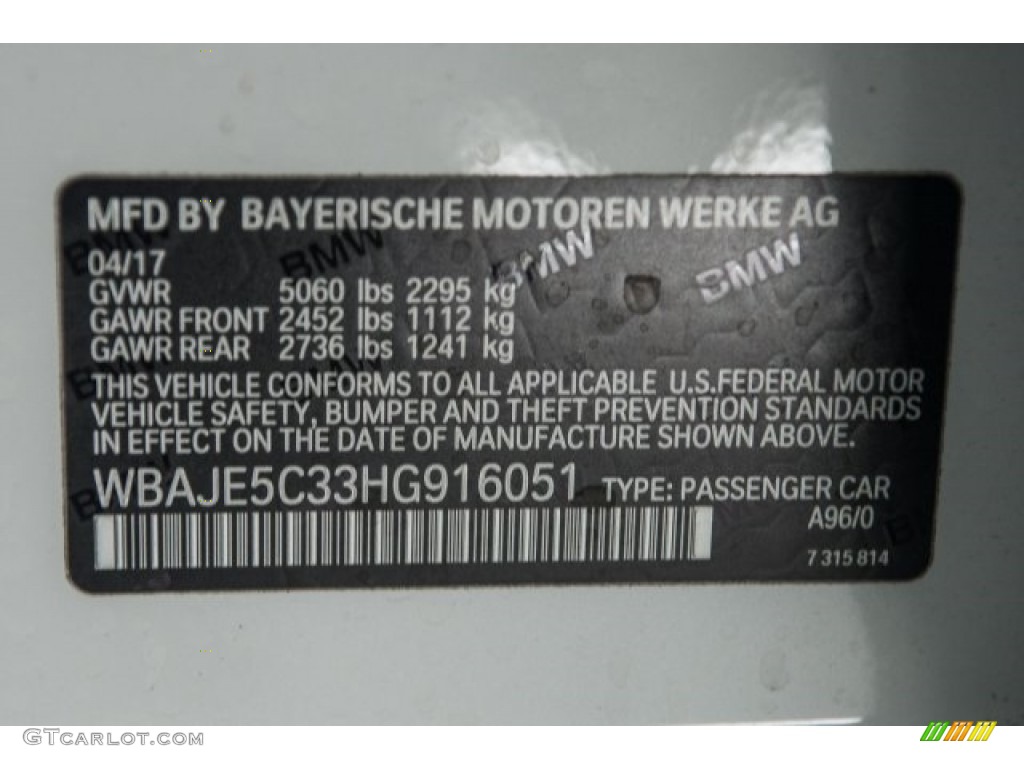 MFD BY BAYERISCHE MOTOREN WERKE AG
BMW BMW BMW BMW
04/17
GVWR 5060 lbs 2295 kg
GAWR FRONT 2452 lbs 1112 kg
GAWR REAR 2736 lbs 1241 kg
THIS VEHICLE CONFORMS TO ALL APPLICABLE U.S.FEDERAL MOTOR
VEHICLE SAFETY, BUMPER AND THEFT PREVENTION STANDARDS
IN EFFECT ON THE DATE OF MANUFACTURE SHOWN ABOVE.
WBAJE5C33HG916051 TYPE: PASSENGER CAR
A96/0
7 315 814
GTCarLot.com